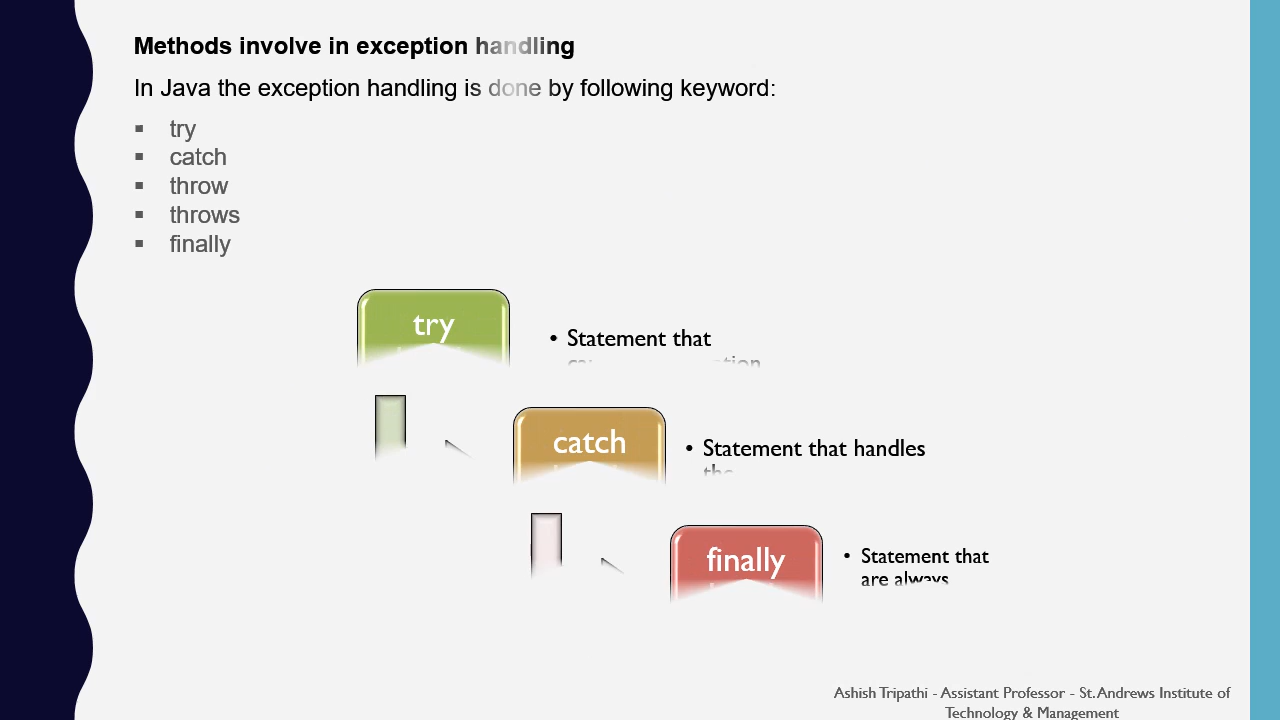 Methods involve in exception handling
In Java the exception handling is done by following keyword:
▪ try
▪ catch
▪ throw
▪ throws
▪ finally
try
• Statement that
catch
• Statement that handles
the
finally
• Statement that
are always
Ashish Tripathi - Assistant Professor - St. Andrews Institute of
Technology & Management